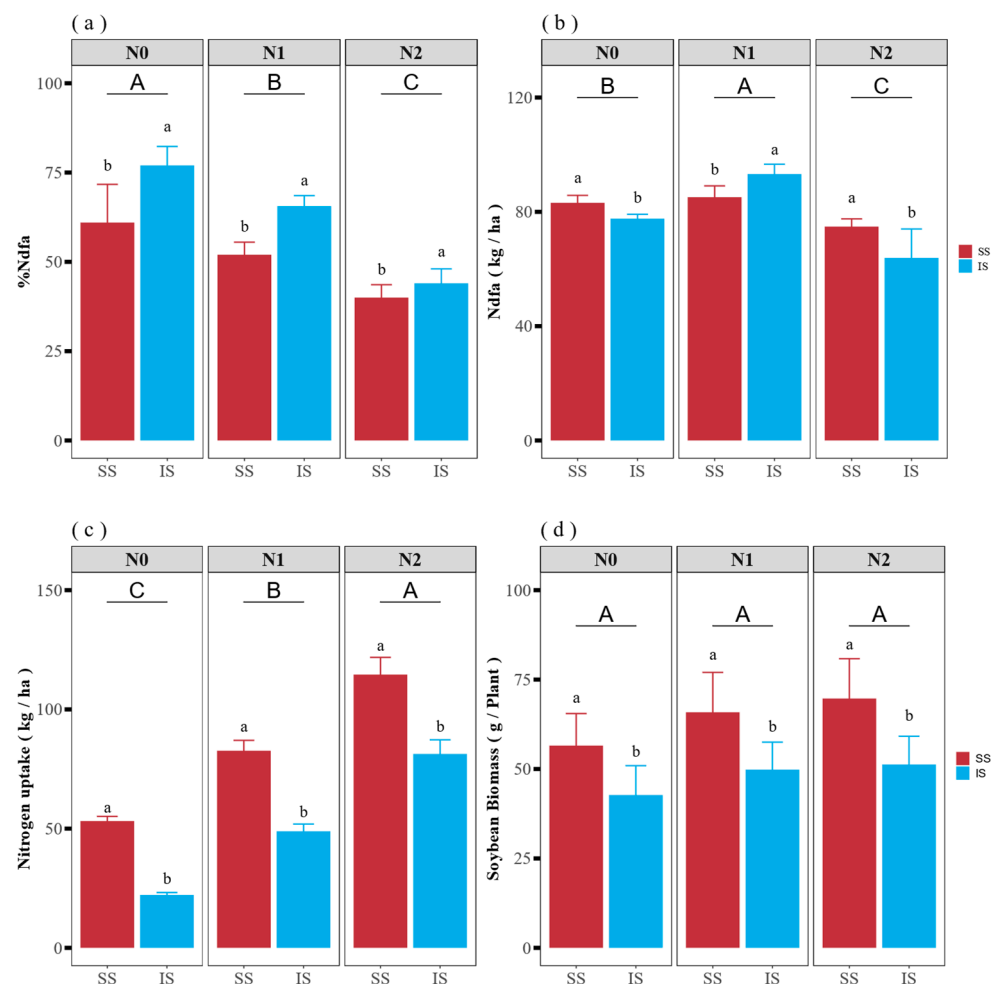 ( a )
N0 N1 N2
A B C
100
75
50
25
0
%Ndfa
b a b a b a
SS IS SS IS SS IS
( b )
N0 N1 N2
B A C
120
80
40
0
Ndfa ( kg / ha )
a b b a a b
SS IS SS IS SS IS
SS
IS
( c )
N0 N1 N2
C B A
150
100
50
0
Nitrogen uptake ( kg / ha )
a b a b a b
SS IS SS IS SS IS
( d )
N0 N1 N2
A A A
100
75
50
25
0
Soybean Biomass ( g / Plant )
a b a b a b
SS IS SS IS SS IS
SS
IS